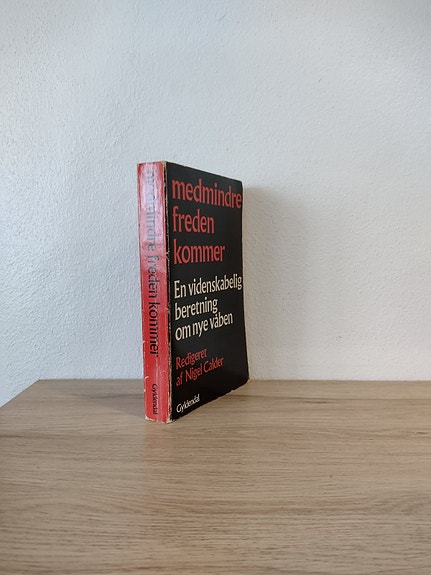 medmindre freden kommer
Gyldendal
medmindre
freden
kommer
En videnskabelig
beretning
om nye våben
Redigeret
af Nigel Calder
Gyldendal